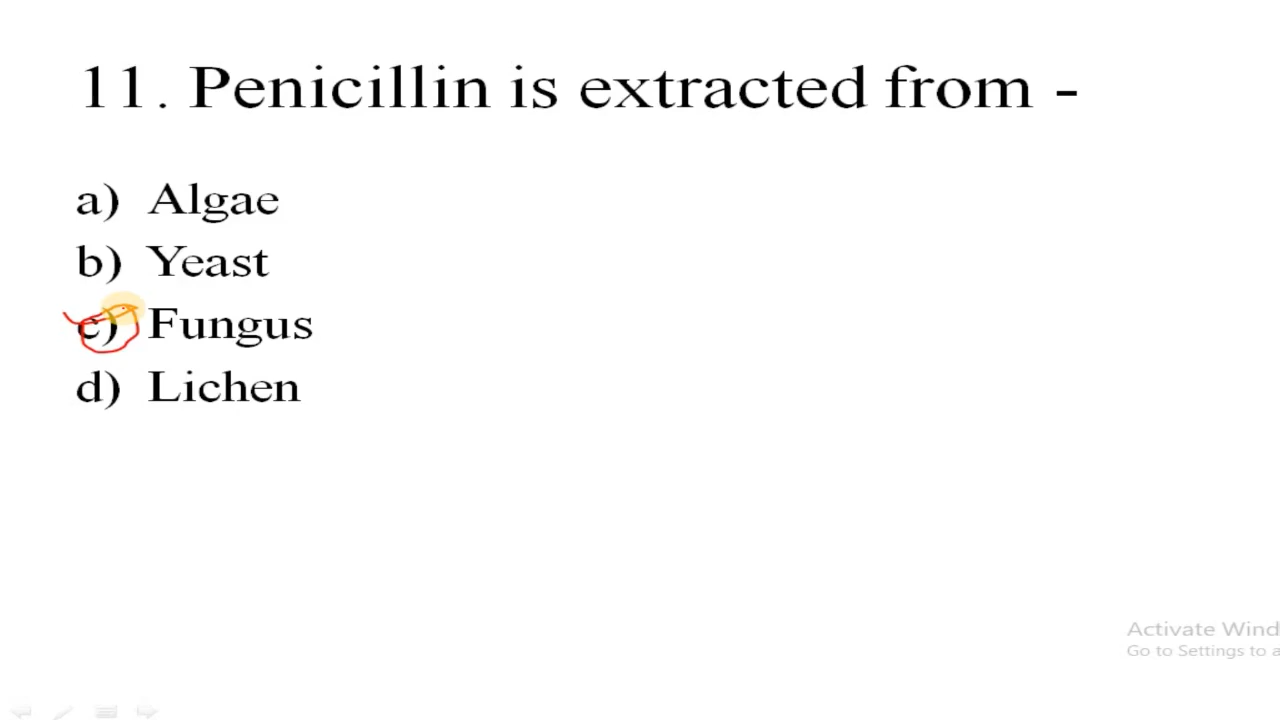 11. Penicillin is extracted from -
a) Algae
b) Yeast
c) Fungus
d) Lichen
Activate Wind
Go to Settings to a